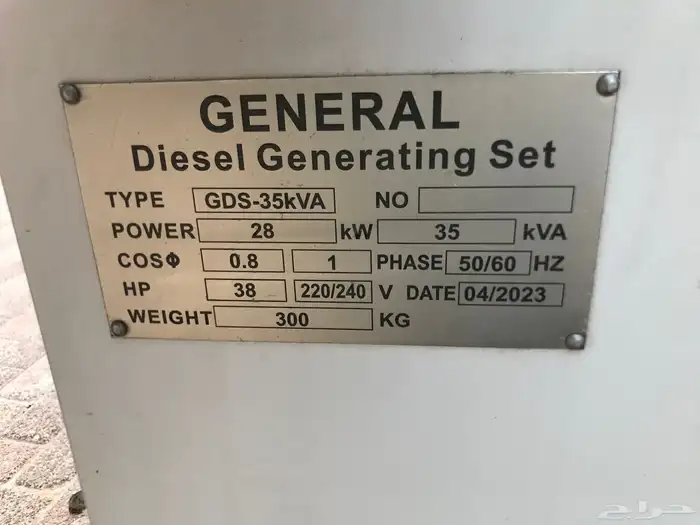 GENERAL
Diesel Generating Set
TYPE GDS-35kVA NO
POWER 28 kW 35 kVA
COSΦ 0.8 1 PHASE 50/60 HZ
HP 38 220/240 V DATE 04/2023
WEIGHT 300 KG
حراج